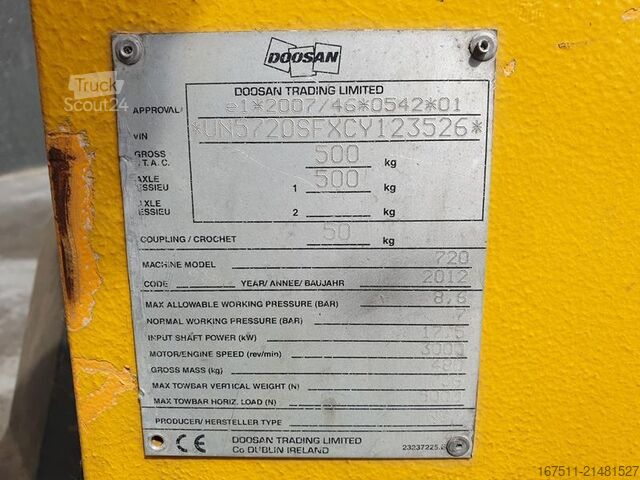 DOOSAN
DOOSAN TRADING LIMITED
APPROVAL/ e1*2007/46*0542*01
VIN *UN5720SFXCY123526*
GROSS 500 kg
.T. A. C.
AXLE 500
ESSIEU 1 kg
AXLE
ESSIEU 2 kg
COUPLING / CROCHET 50 kg
MACHINE MODEL 720
CODE YEAR/ ANNEE/ BAUJAHR 2012
MAX ALLOWABLE WORKING PRESSURE (BAR) 8,6
NORMAL WORKING PRESSURE (BAR) 7
INPUT SHAFT POWER (kW) 17,5
MOTOR/ENGINE SPEED (rev/min) 3000
GROSS MASS (kg)
MAX TOWBAR VERTICAL WEIGHT (N)
MAX TOWBAR HORIZ. LOAD (N)
PRODUCER/ HERSTELLER TYPE
CE DOOSAN TRADING LIMITED
Co DUBLIN IRELAND
23237225
Truck
Scout24
167511-21481527